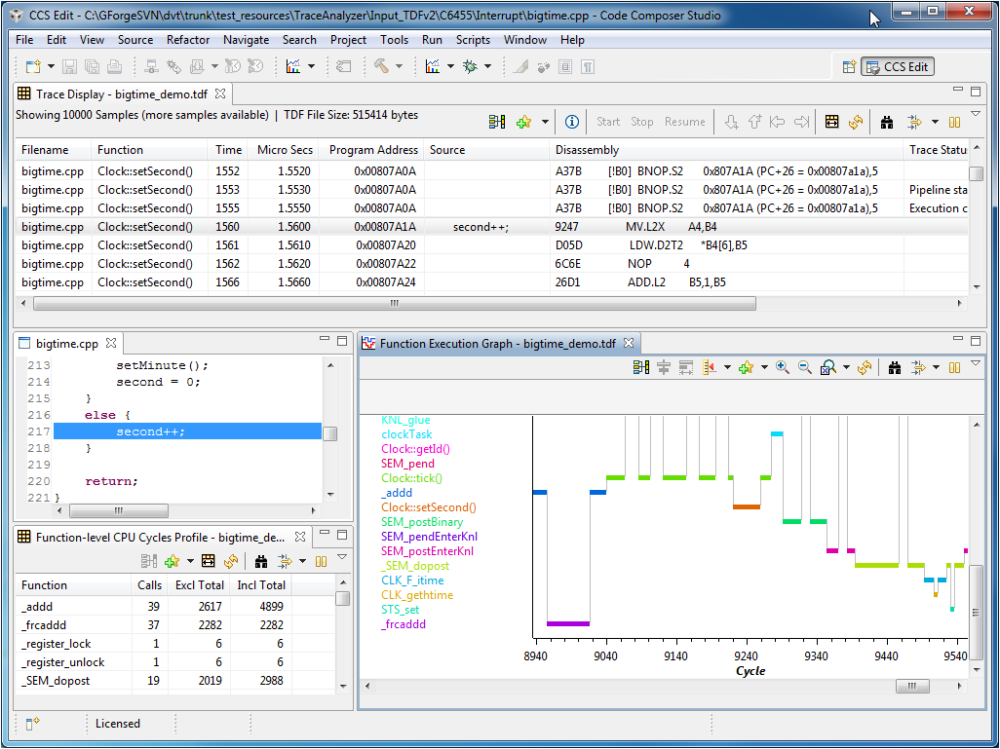 CCS Edit - C:\GForgeSVN\dvt\trunk\test_resources\TraceAnalyzer\Input_TDFv2\C6455\Interrupt\bigtime.cpp - Code Composer Studio
File Edit View Source Refactor Navigate Search Project Tools Run Scripts Window Help
CCS Edit
Trace Display - bigtime_demo.tdf
Showing 10000 Samples (more samples available) | TDF File Size: 515414 bytes
Start Stop Resume
Filename Function Time Micro Secs Program Address Source Disassembly Trace Status
bigtime.cpp Clock::setSecond() 1552 1.5520 0x00807A0A A37B [!B0] BNOP.S2 0x807A1A (PC+26 = 0x00807a1a),5
bigtime.cpp Clock::setSecond() 1553 1.5530 0x00807A0A A37B [!B0] BNOP.S2 0x807A1A (PC+26 = 0x00807a1a),5 Pipeline sta
bigtime.cpp Clock::setSecond() 1555 1.5550 0x00807A0A A37B [!B0] BNOP.S2 0x807A1A (PC+26 = 0x00807a1a),5 Execution c
bigtime.cpp Clock::setSecond() 1560 1.5600 0x00807A1A second++; 9247 MV.L2X A4,B4
bigtime.cpp Clock::setSecond() 1561 1.5610 0x00807A20 D05D LDW.D2T2 *B4[6],B5
bigtime.cpp Clock::setSecond() 1562 1.5620 0x00807A22 6C6E NOP 4
bigtime.cpp Clock::setSecond() 1566 1.5660 0x00807A24 26D1 ADD.L2 B5,1,B5
bigtime.cpp
213 setMinute();
214 second = 0;
215 }
216 else {
217 second++;
218 }
219
220 return;
221 }
Function-level CPU Cycles Profile - bigtime_de...
Function Calls Excl Total Incl Total
_addd 39 2617 4899
_frcaddd 37 2282 2282
_register_lock 1 6 6
_register_unlock 1 6 6
_SEM_dopost 19 2019 2988
Function Execution Graph - bigtime_demo.tdf
KNL_glue
clockTask
Clock::getId()
SEM_pend
Clock::tick()
_addd
Clock::setSecond()
SEM_postBinary
SEM_pendEnterKnl
SEM_postEnterKnl
_SEM_dopost
CLK_F_itime
CLK_gethtime
STS_set
_frcaddd
8940 9040 9140 9240 9340 9440 9540
Cycle
Licensed